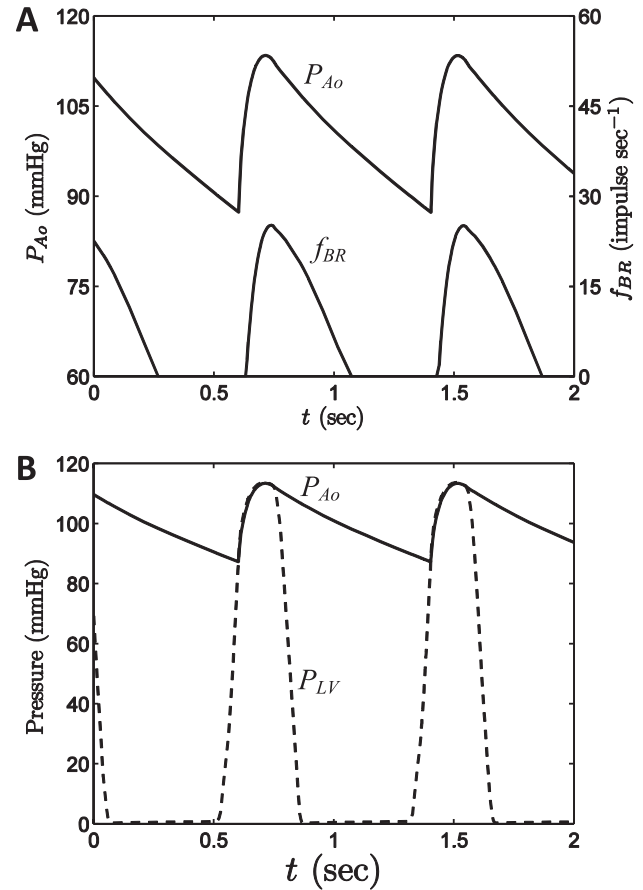 A
120
105
90
75
60
P_Ao (mmHg)
60
45
30
15
0
f_BR (impulse sec⁻¹)
P_Ao
f_BR
0
0.5
1
1.5
2
t (sec)
B
120
100
80
60
40
20
0
Pressure (mmHg)
P_Ao
P_LV
0
0.5
1
1.5
2
t (sec)